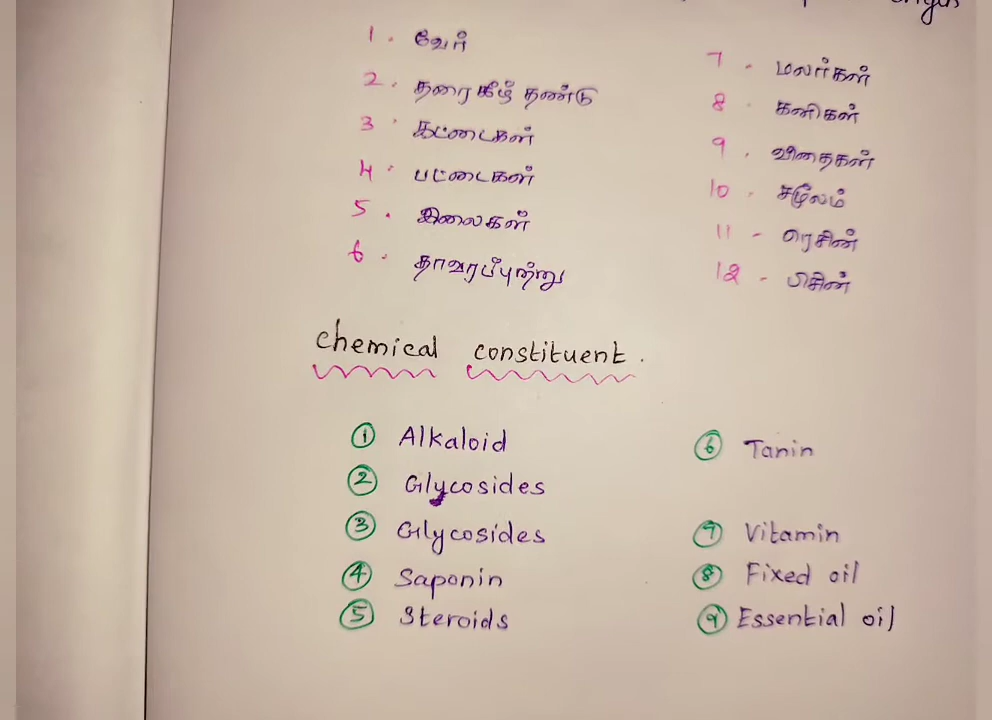 origin
1. வேர்
2. தரை கீழ் தண்டு
3. கட்டைகள்
4. பட்டைகள்
5. இலைகள்
6. தாவரப்புற்று
7. மலர்கள்
8. கனிகள்
9. விதைகள்
10. சமூலம்
11 - ரெசின்
12 - பிசின்
chemical constituent.
① Alkaloid
② Glycosides
③ Glycosides
④ Saponin
⑤ Steroids
⑥ Tanin
⑦ Vitamin
⑧ Fixed oil
⑨ Essential oil